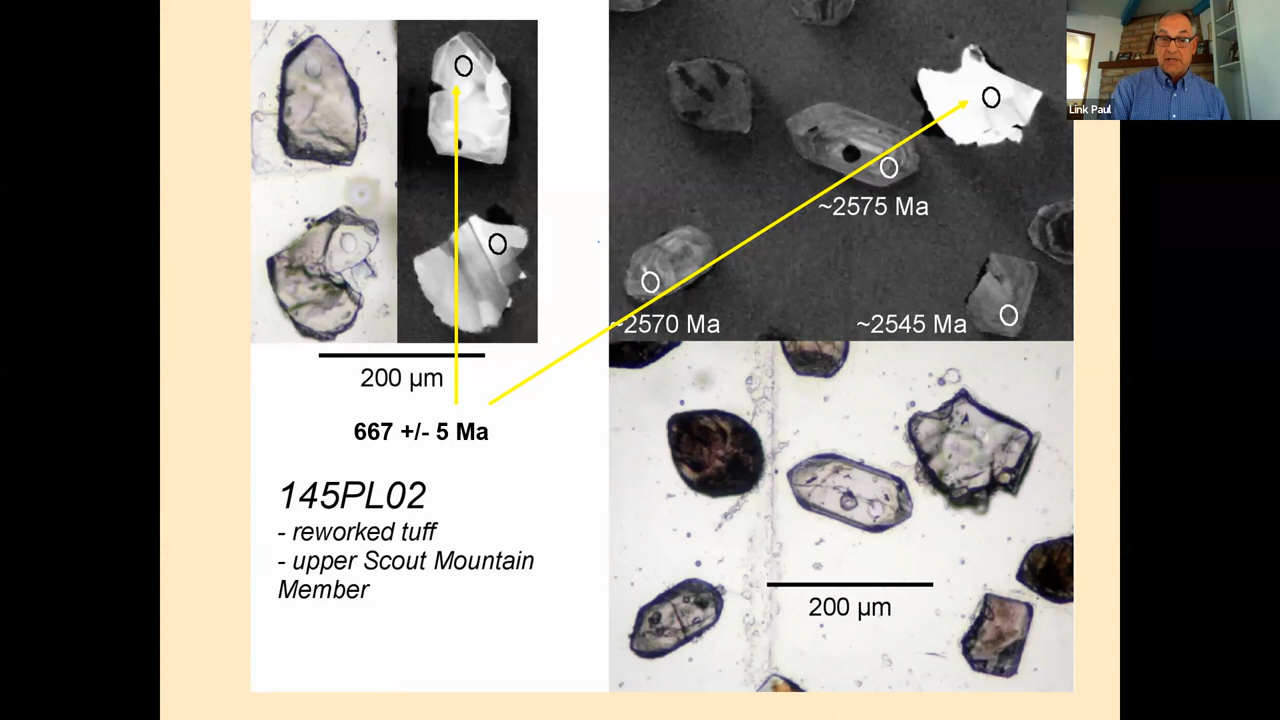 200 µm
667 +/- 5 Ma
145PL02
- reworked tuff
- upper Scout Mountain
Member
~2575 Ma
~2570 Ma
~2545 Ma
200 µm
Link Paul